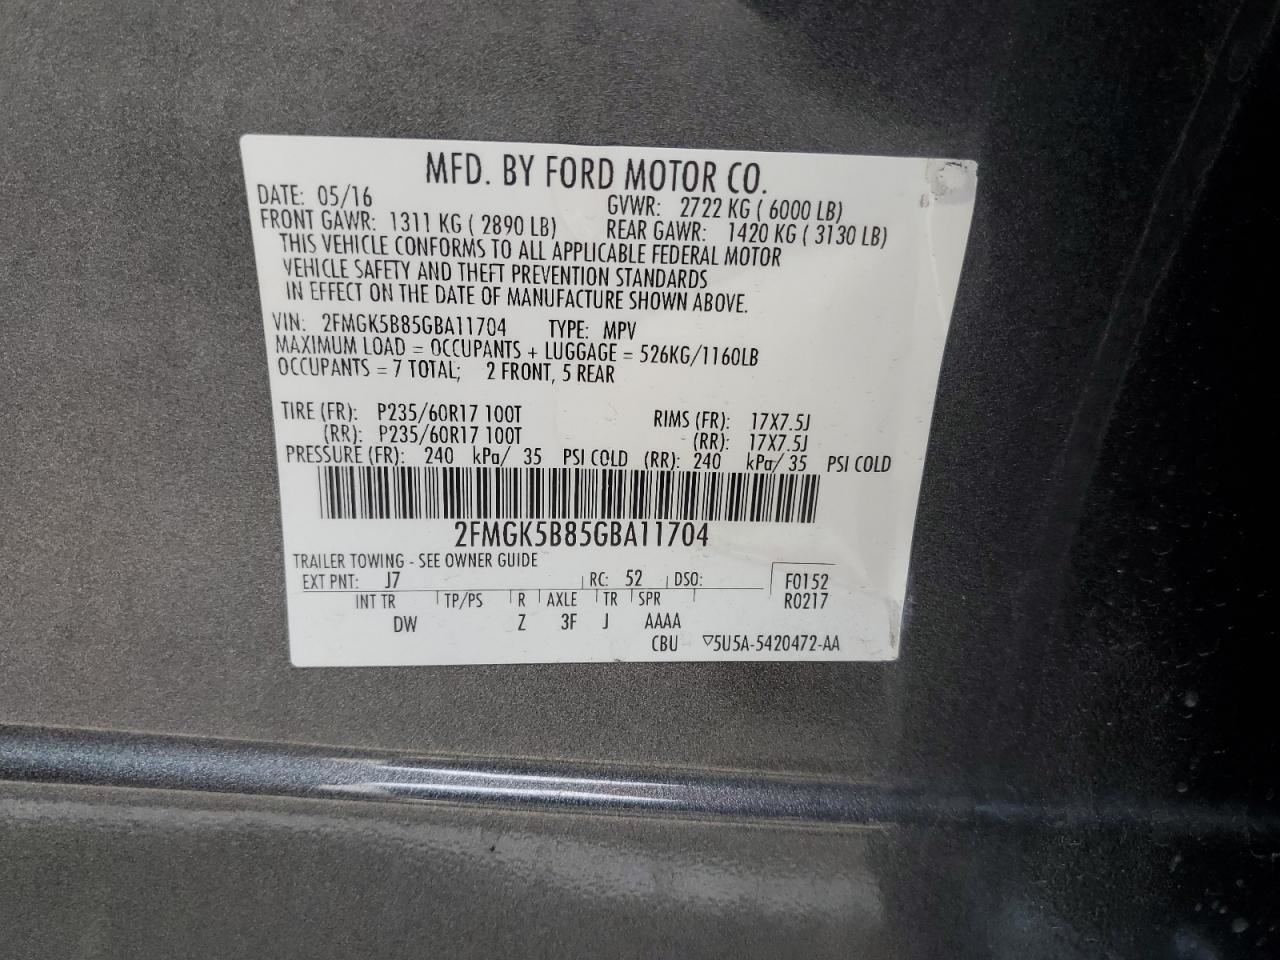 MFD. BY FORD MOTOR CO.
DATE: 05/16 GVWR: 2722 KG ( 6000 LB)
FRONT GAWR: 1311 KG ( 2890 LB) REAR GAWR: 1420 KG ( 3130 LB)
THIS VEHICLE CONFORMS TO ALL APPLICABLE FEDERAL MOTOR
VEHICLE SAFETY AND THEFT PREVENTION STANDARDS
IN EFFECT ON THE DATE OF MANUFACTURE SHOWN ABOVE.
VIN: 2FMGK5B85GBA11704 TYPE: MPV
MAXIMUM LOAD = OCCUPANTS + LUGGAGE = 526KG/1160LB
OCCUPANTS = 7 TOTAL; 2 FRONT, 5 REAR
TIRE (FR): P235/60R17 100T RIMS (FR): 17X7.5J
(RR): P235/60R17 100T (RR): 17X7.5J
PRESSURE (FR): 240 kPa/ 35 PSI COLD (RR): 240 kPa/ 35 PSI COLD
2FMGK5B85GBA11704
TRAILER TOWING - SEE OWNER GUIDE
EXT PNT: J7 RC: 52 DSO: F0152
INT TR TP/PS R AXLE TR SPR R0217
DW Z 3F J AAAA
CBU ▽5U5A-5420472-AA